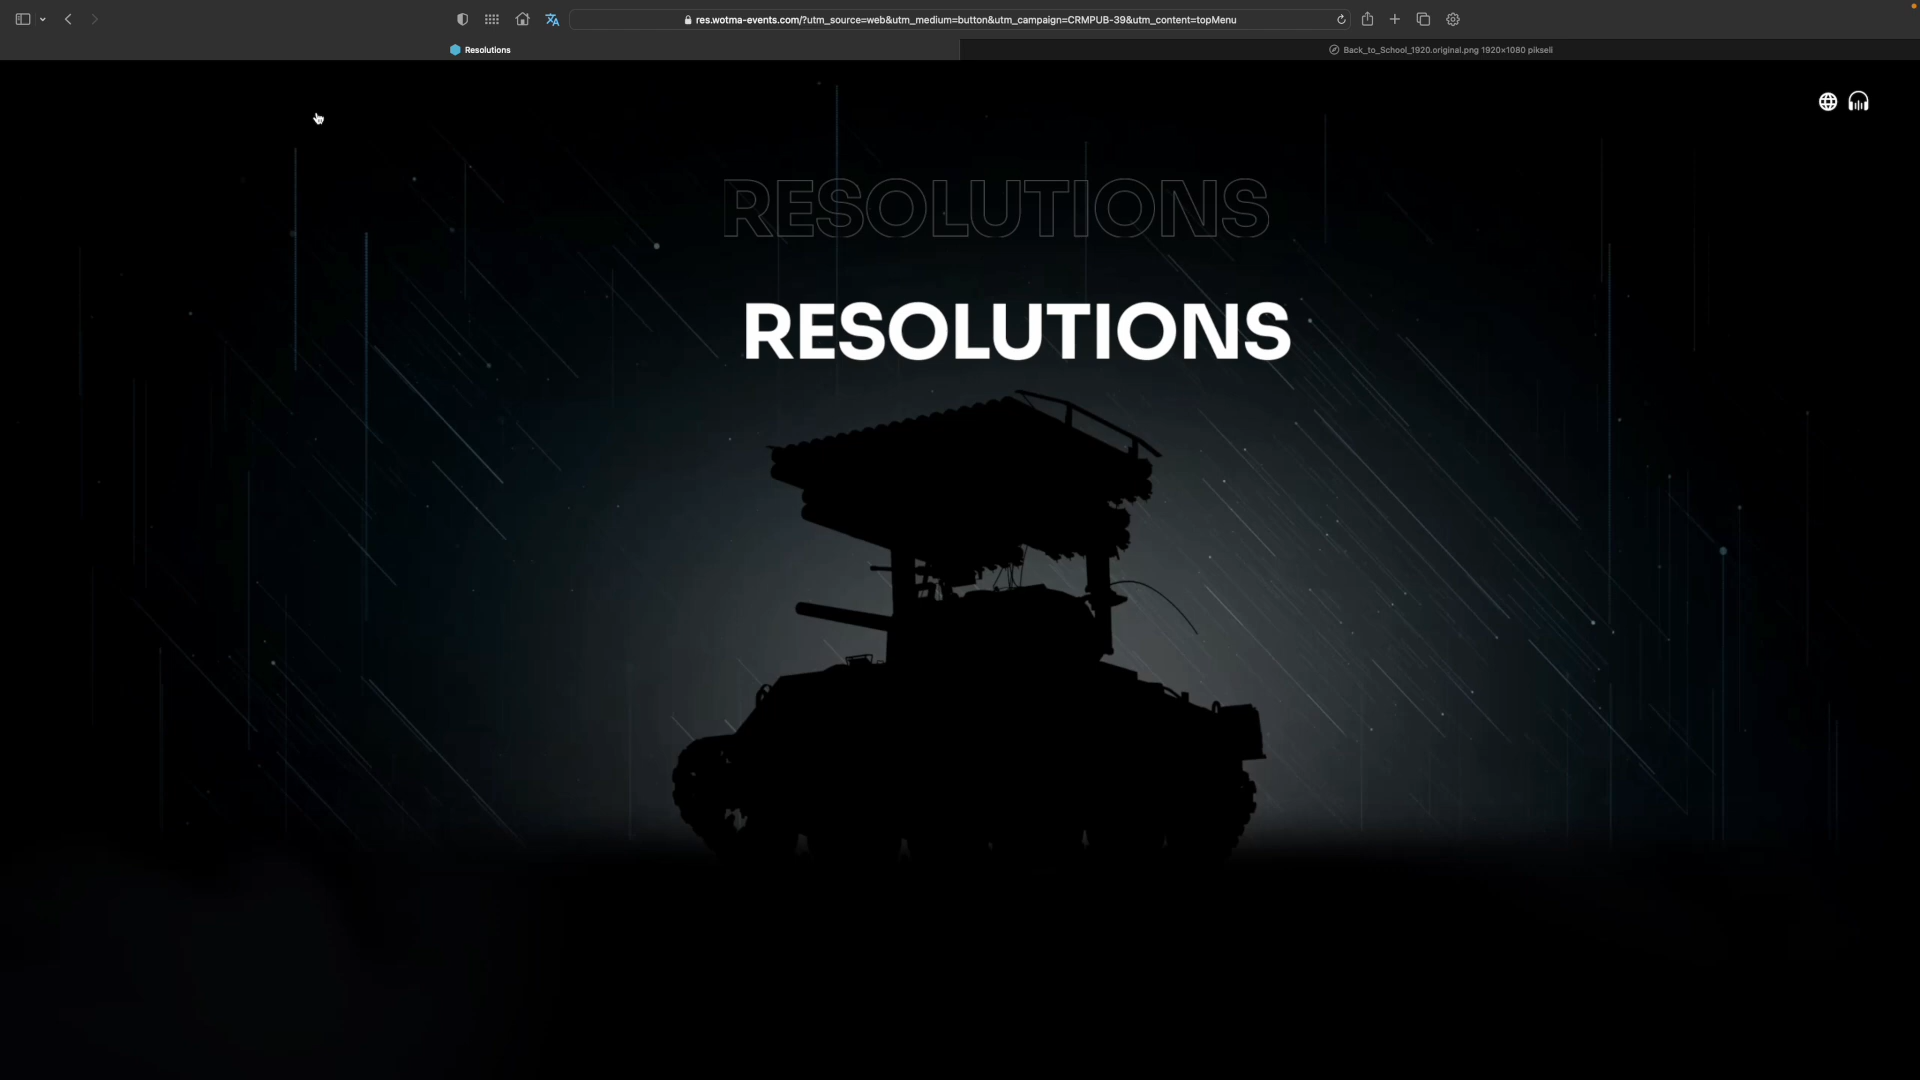 res.wotma-events.com/?utm_source=web&utm_medium=button&utm_campaign=CRMPUB-39&utm_content=topMenu
Resolutions
Back_to_School_1920.original.png 1920×1080 pikseli
RESOLUTIONS
RESOLUTIONS